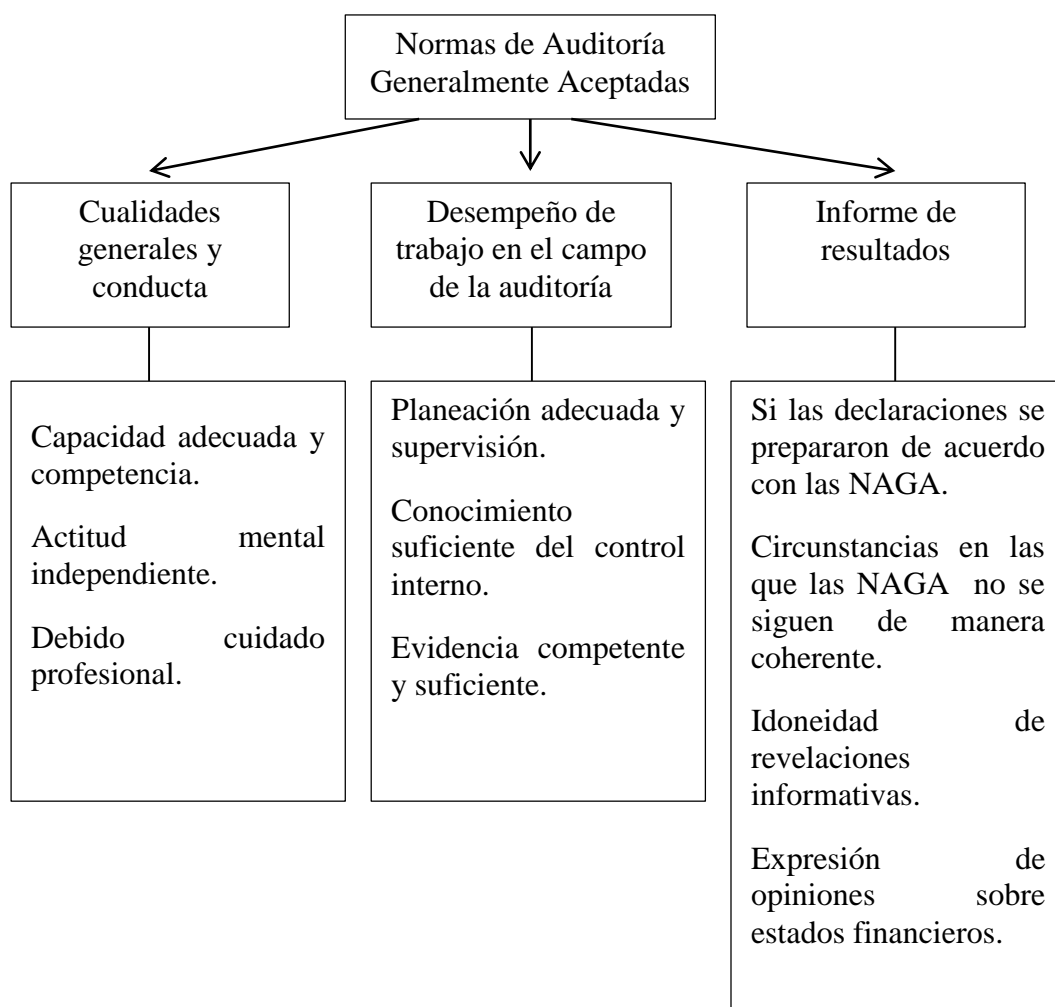 Normas de Auditoría
Generalmente Aceptadas
Cualidades
generales y
conducta
Desempeño de
trabajo en el campo
de la auditoría
Informe de
resultados
Capacidad adecuada y
competencia.
Actitud mental
independiente.
Debido cuidado
profesional.
Planeación adecuada y
supervisión.
Conocimiento
suficiente del control
interno.
Evidencia competente
y suficiente.
Si las declaraciones se
prepararon de acuerdo
con las NAGA.
Circunstancias en las
que las NAGA no se
siguen de manera
coherente.
Idoneidad de
revelaciones
informativas.
Expresión de
opiniones sobre
estados financieros.